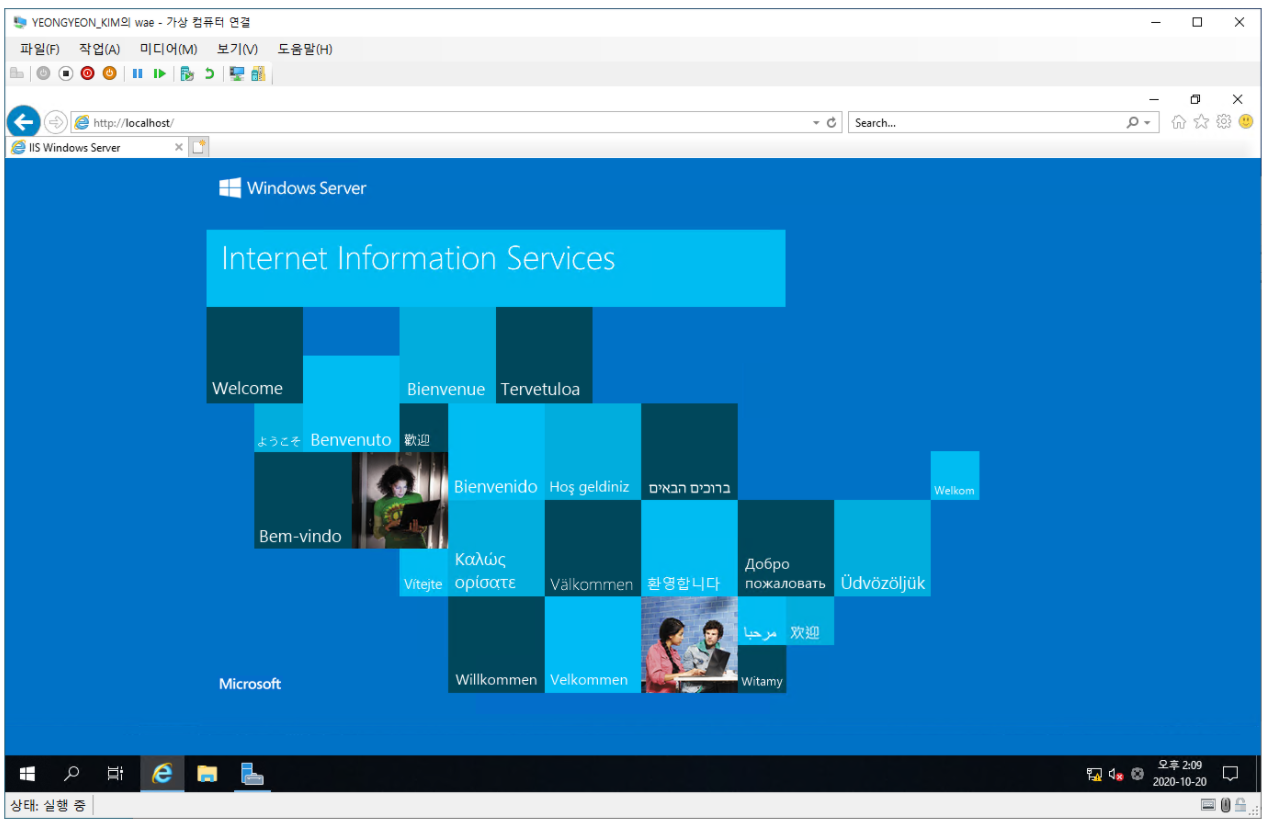 YEONGYEON_KIM의 wae - 가상 컴퓨터 연결
파일(F) 작업(A) 미디어(M) 보기(V) 도움말(H)
http://localhost/
Search...
IIS Windows Server
Windows Server
Internet Information Services
Welcome
Bienvenue
Tervetuloa
ようこそ
Benvenuto
歡迎
Bienvenido
Hoş geldiniz
ברוכים הבאים
Welkom
Bem-vindo
Vítejte
Καλώς
ορίσατε
Välkommen
환영합니다
Добро
пожаловать
Üdvözöljük
مرحبا
欢迎
Willkommen
Velkommen
Witamy
Microsoft
오후 2:09
2020-10-20
상태: 실행 중